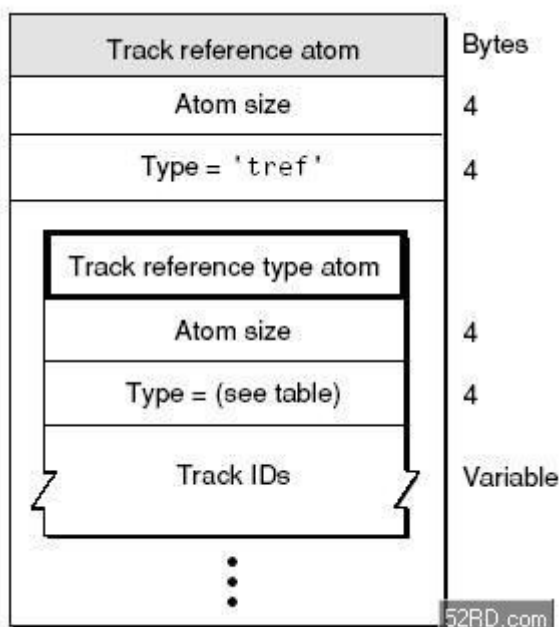 Track reference atom Bytes
Atom size 4
Type = 'tref' 4
Track reference type atom
Atom size 4
Type = (see table) 4
Track IDs Variable
52RD.com